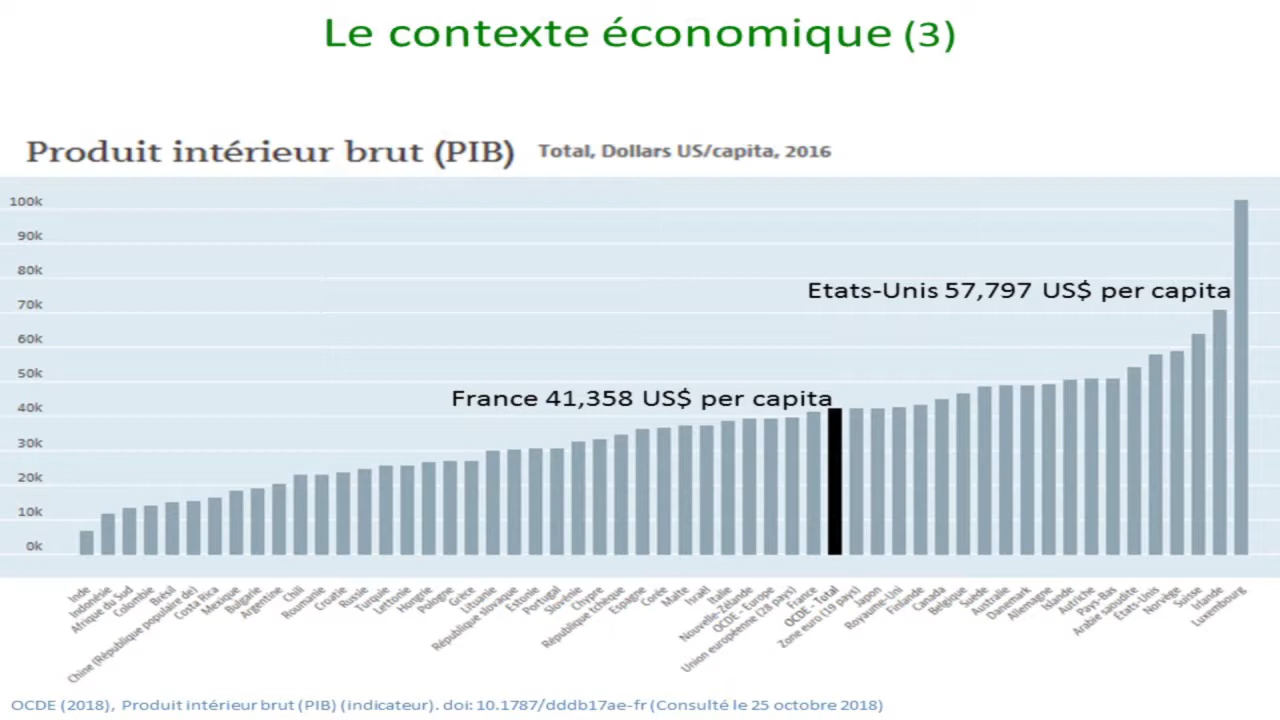 Le contexte économique (3)
Produit intérieur brut (PIB) Total, Dollars US/capita, 2016
100k
90k
80k
70k
60k
50k
40k
30k
20k
10k
0k
Etats-Unis 57,797 US$ per capita
France 41,358 US$ per capita
Inde
Indonésie
Afrique du Sud
Colombie
Brésil
Chine (République populaire de)
Costa Rica
Mexique
Bulgarie
Argentine
Chili
Roumanie
Croatie
Russie
Turquie
Lettonie
Hongrie
Pologne
Grèce
Lituanie
République slovaque
Estonie
Portugal
Slovénie
Chypre
République tchèque
Espagne
Corée
Malte
Israël
Italie
Nouvelle-Zélande
OCDE - Europe
Union européenne (28 pays)
France
OCDE - Total
Zone euro (19 pays)
Japon
Royaume-Uni
Finlande
Canada
Belgique
Suède
Australie
Danemark
Allemagne
Islande
Autriche
Pays-Bas
Arabie saoudite
États-Unis
Norvège
Suisse
Irlande
Luxembourg
OCDE (2018), Produit intérieur brut (PIB) (indicateur). doi: 10.1787/dddb17ae-fr (Consulté le 25 octobre 2018)